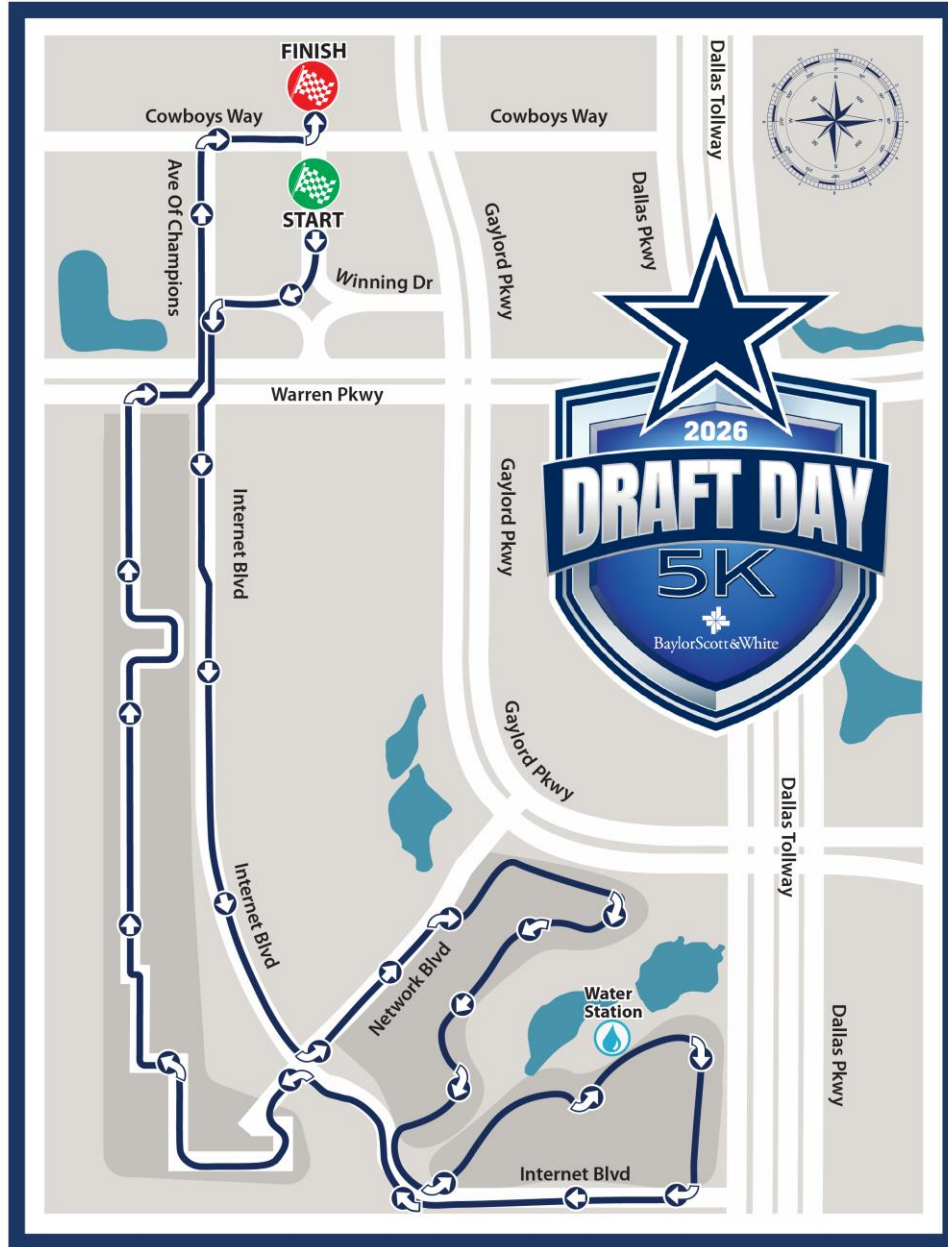 FINISH
Cowboys Way
Cowboys Way
Dallas Tollway
START
Ave Of Champions
Winning Dr
Gaylord Pkwy
Dallas Pkwy
Warren Pkwy
2026
DRAFT DAY
5K
BaylorScott&White
Internet Blvd
Gaylord Pkwy
Gaylord Pkwy
Dallas Tollway
Internet Blvd
Network Blvd
Water
Station
Dallas Pkwy
Internet Blvd